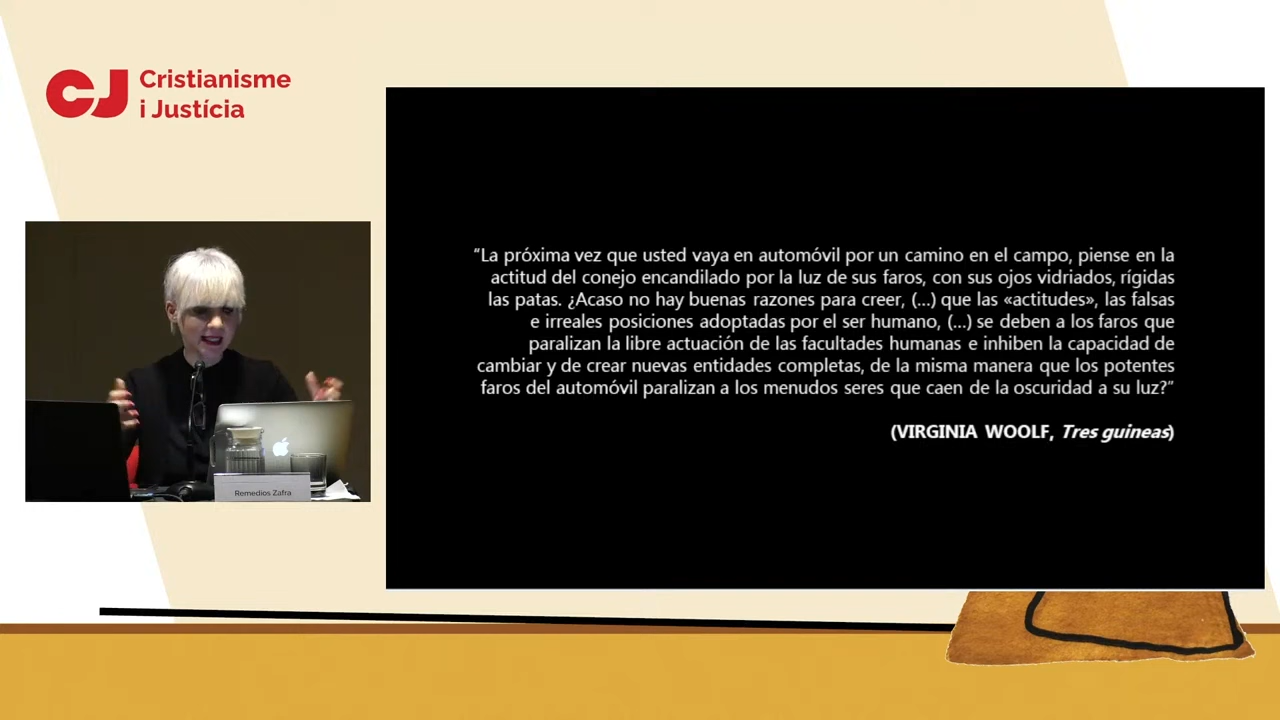 Cristianisme
i Justícia
“La próxima vez que usted vaya en automóvil por un camino en el campo, piense en la
actitud del conejo encandilado por la luz de sus faros, con sus ojos vidriados, rígidas
las patas. ¿Acaso no hay buenas razones para creer, (...) que las «actitudes», las falsas
e irreales posiciones adoptadas por el ser humano, (...) se deben a los faros que
paralizan la libre actuación de las facultades humanas e inhiben la capacidad de
cambiar y de crear nuevas entidades completas, de la misma manera que los potentes
faros del automóvil paralizan a los menudos seres que caen de la oscuridad a su luz?”
(VIRGINIA WOOLF, Tres guineas)
Remedios Zafra